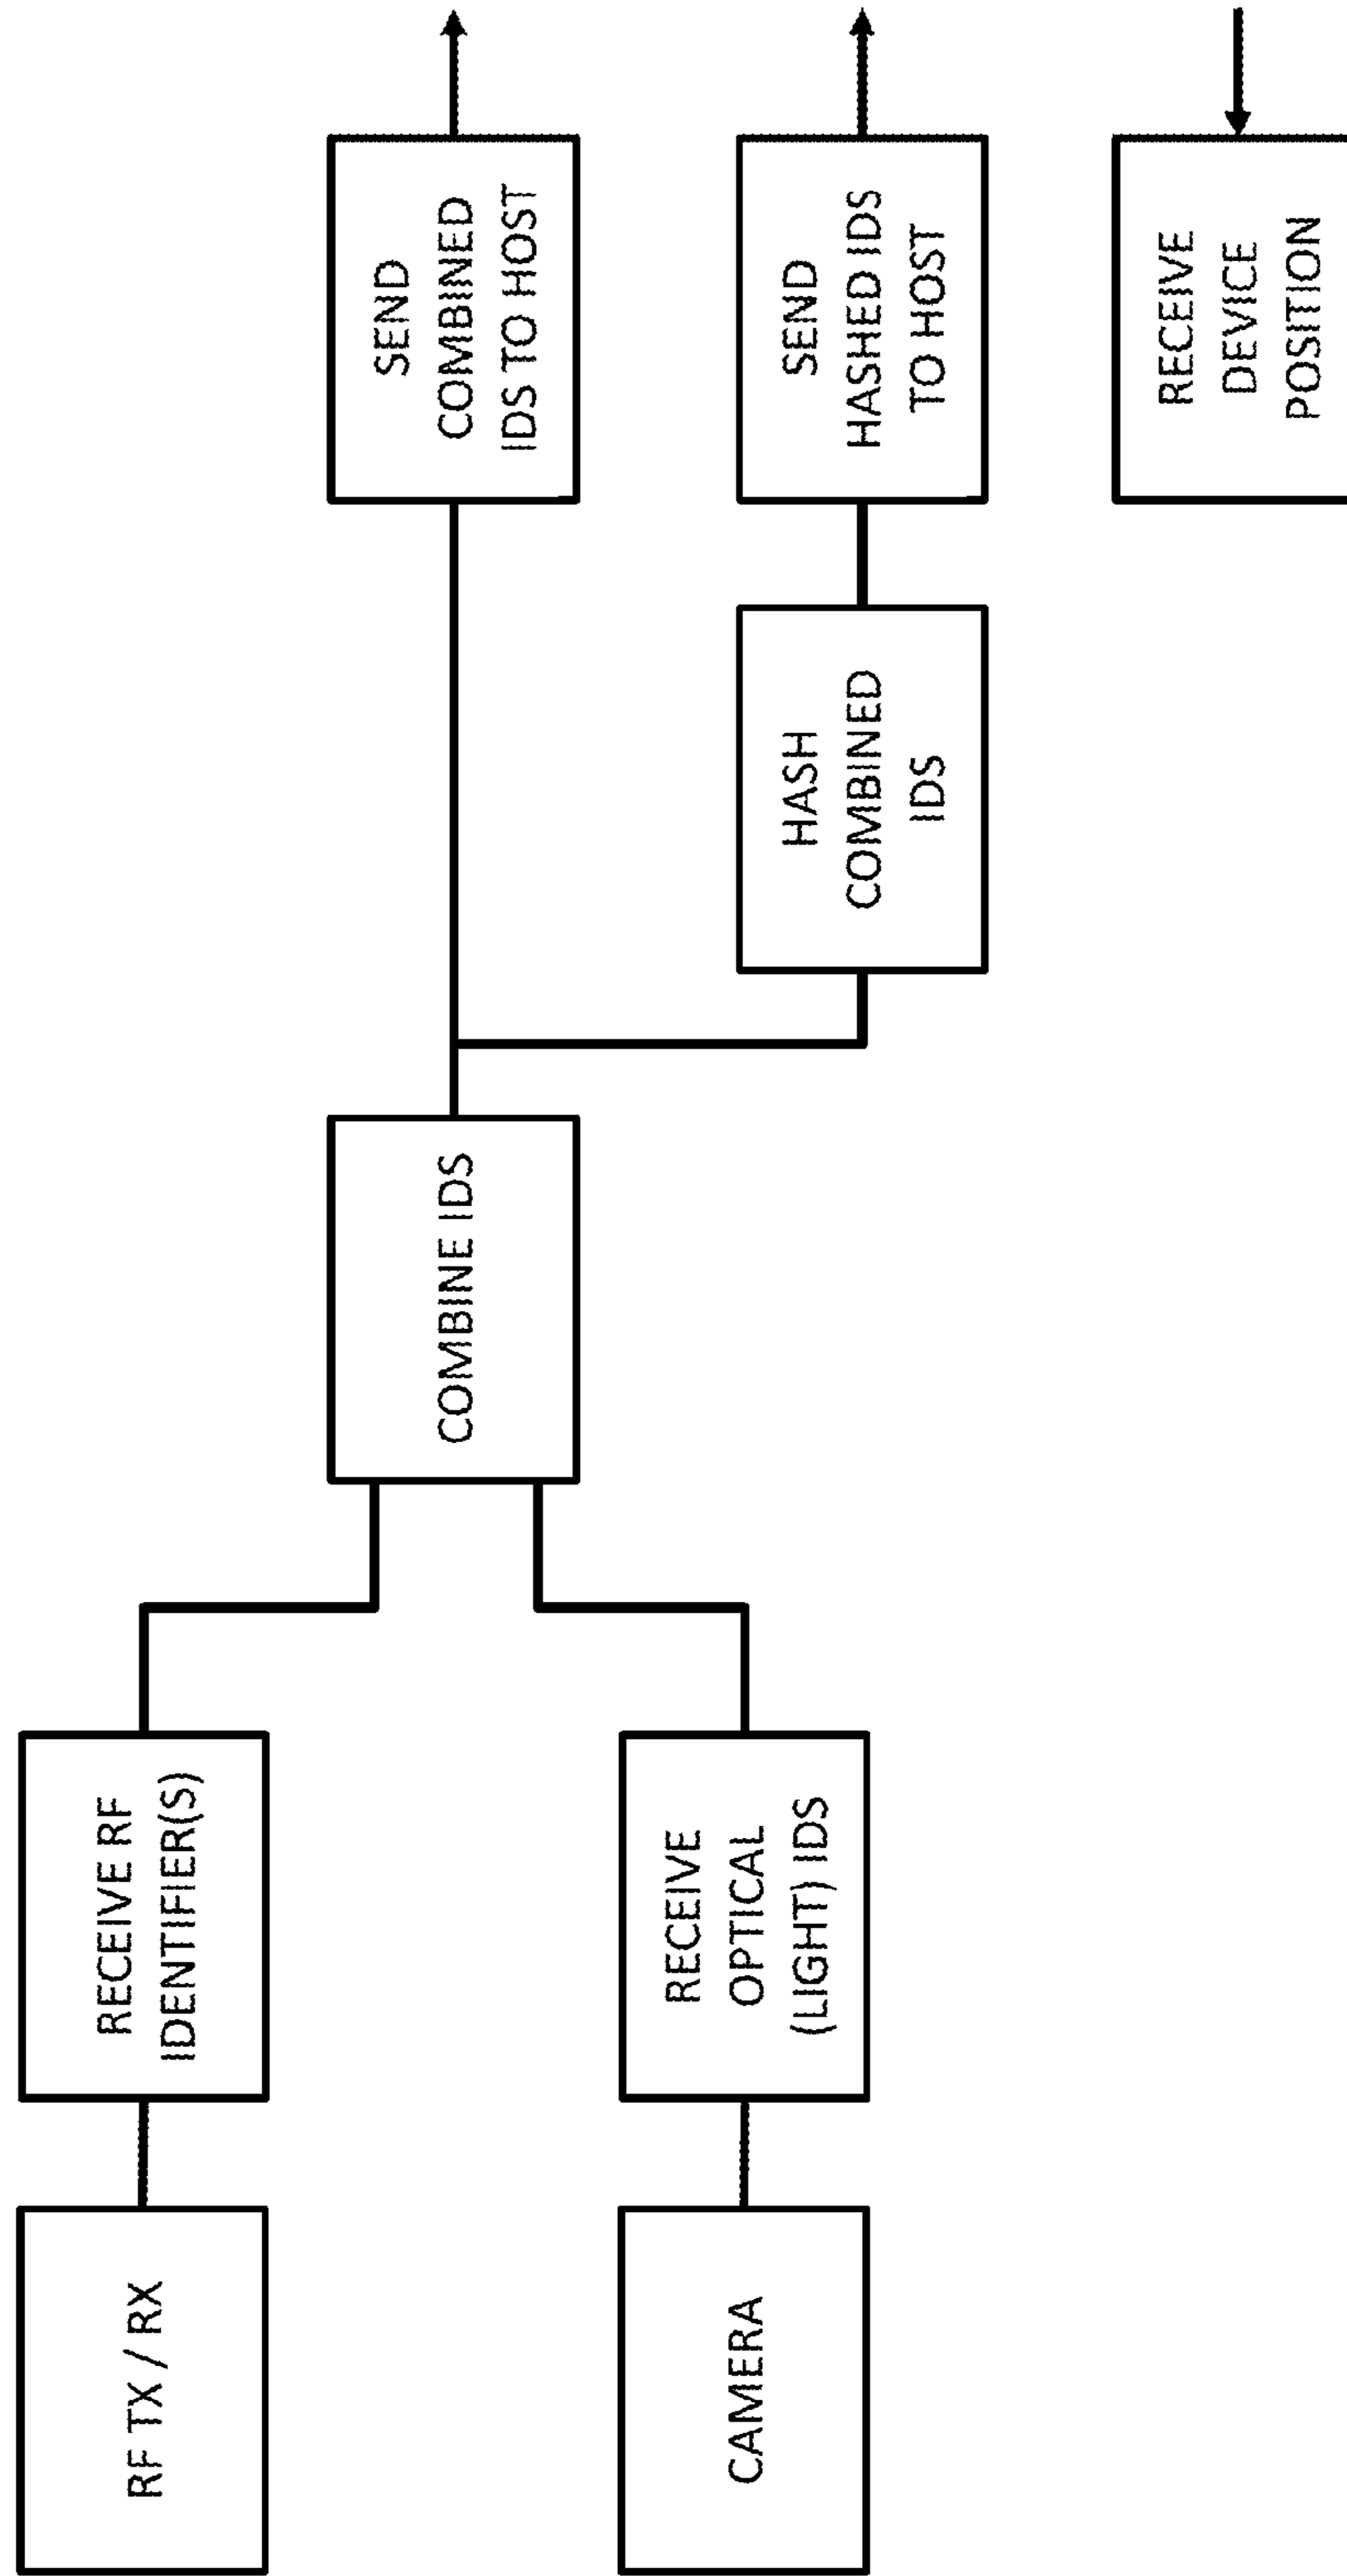 RF TX / RX
RECEIVE RF
IDENTIFIER(S)
CAMERA
RECEIVE
OPTICAL
(LIGHT) IDS
COMBINE IDS
SEND
COMBINED
IDS TO HOST
HASH
COMBINED
IDS
SEND
HASHED IDS
TO HOST
RECEIVE
DEVICE
POSITION